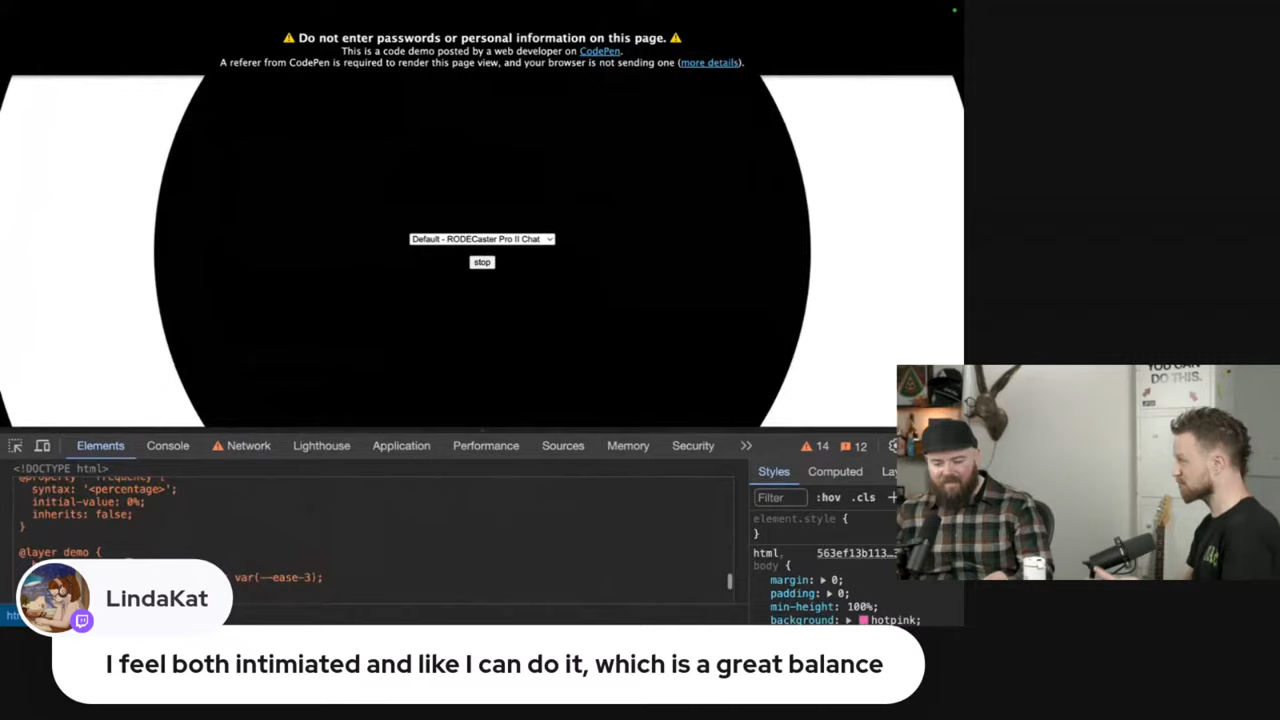 ⚠ Do not enter passwords or personal information on this page. ⚠
This is a code demo posted by a web developer on CodePen.
A referer from CodePen is required to render this page view, and your browser is not sending one (more details).
Default - RODECaster Pro II Chat
stop
YOU CAN
DO THIS.
Elements Console Network Lighthouse Application Performance Sources Memory Security 14 12
<!DOCTYPE html>
syntax: '<percentage>';
initial-value: 0%;
inherits: false;
}
@layer demo {
var(--ease-3);
Styles Computed
Filter :hov .cls +
element.style {
}
html, 563ef13b113…
body {
margin: 0;
padding: 0;
min-height: 100%;
background: hotpink;
LindaKat
I feel both intimiated and like I can do it, which is a great balance